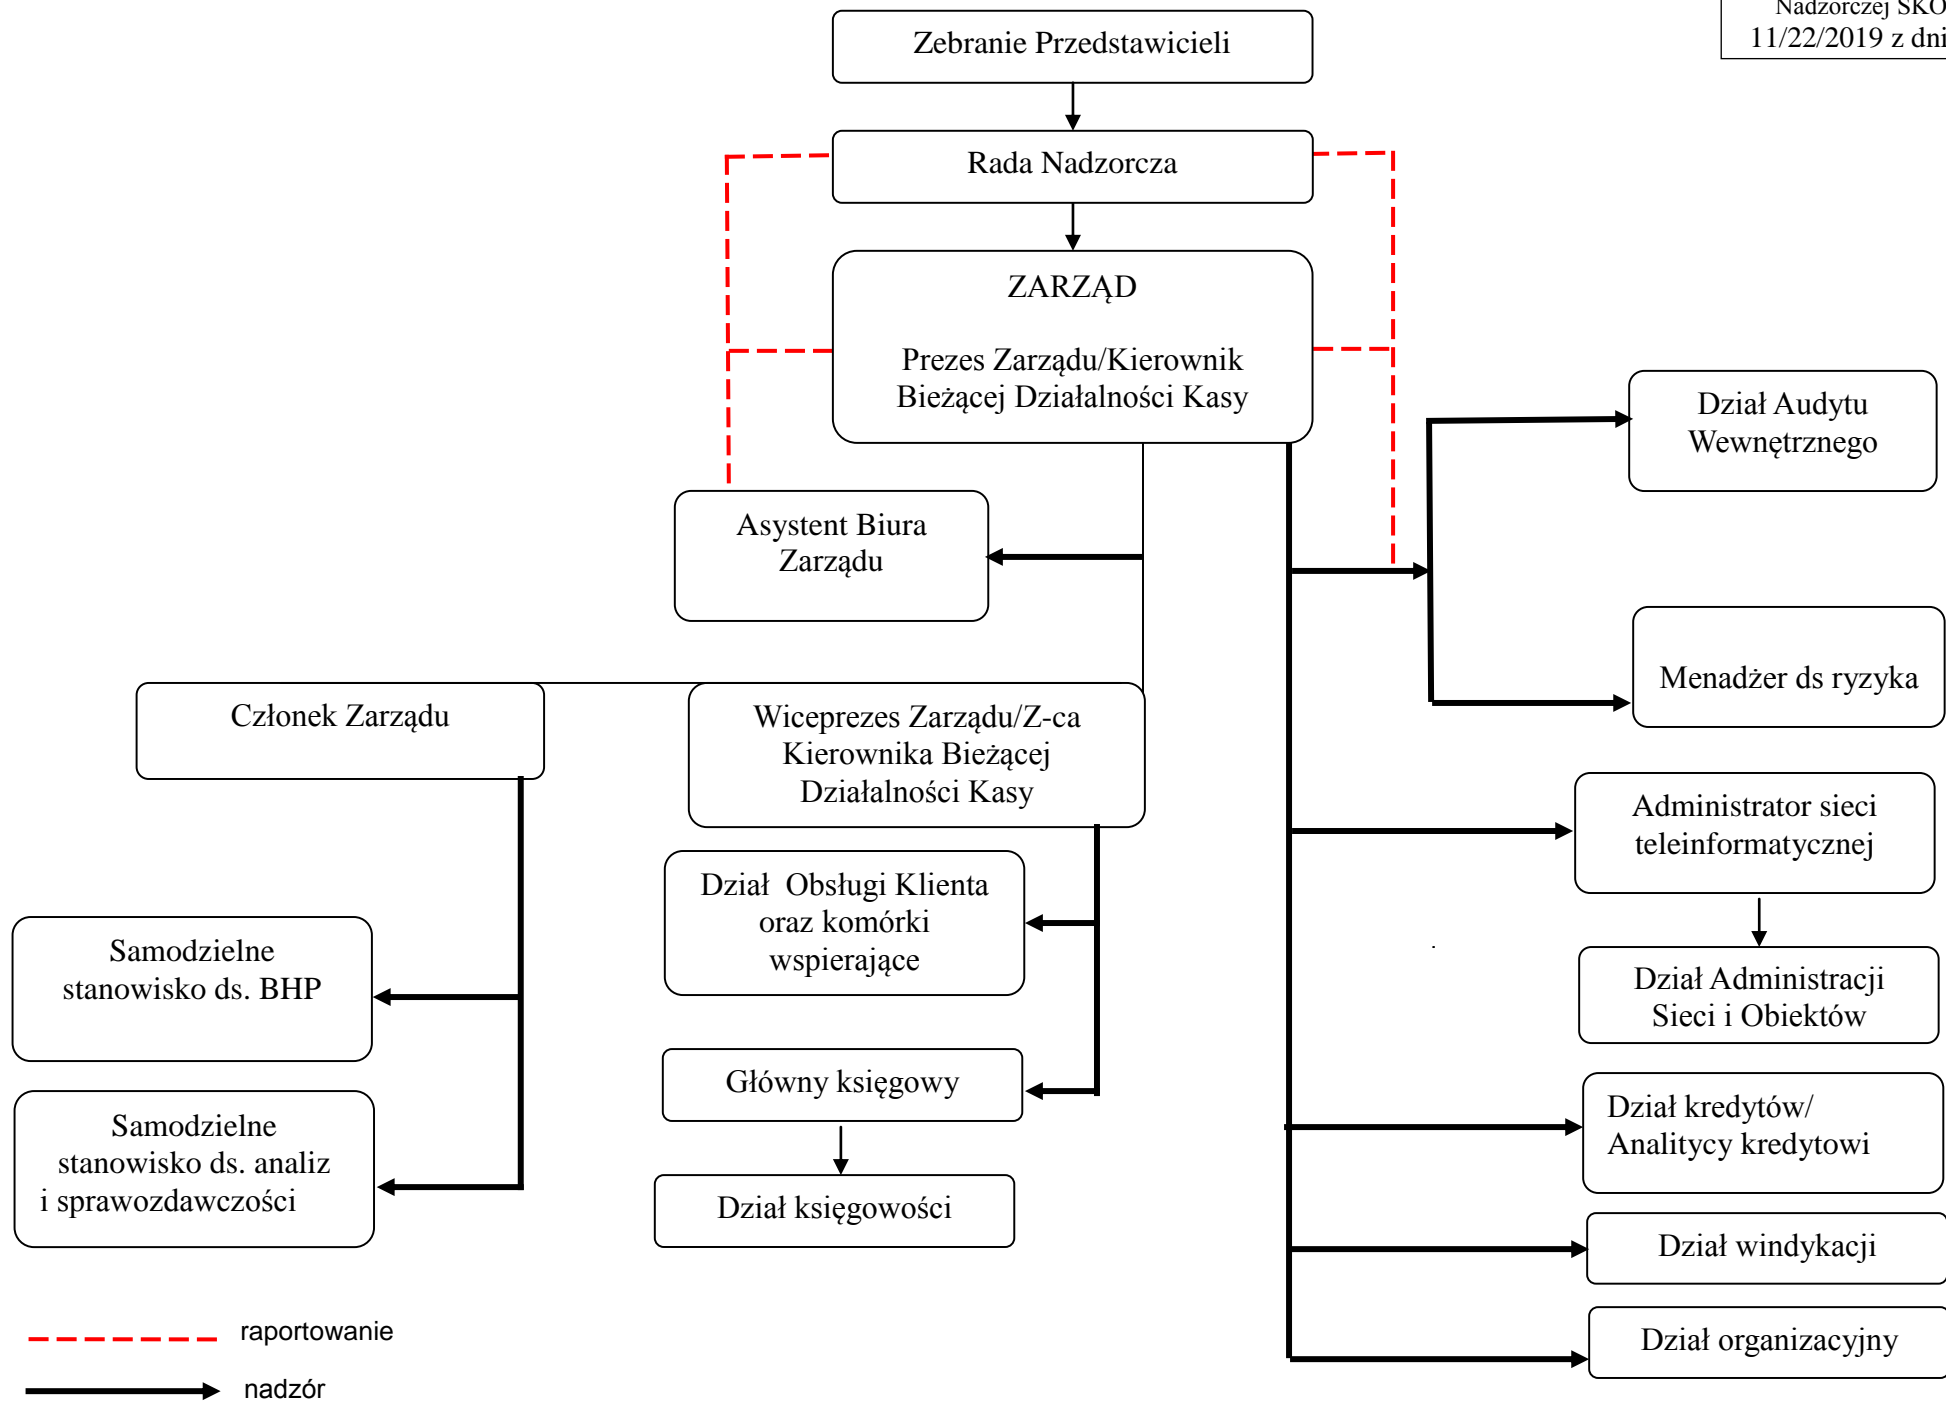 Nadzorczej SKO
11/22/2019 z dni
Zebranie Przedstawicieli
Rada Nadzorcza
ZARZĄD
Prezes Zarządu/Kierownik
Bieżącej Działalności Kasy
Dział Audytu
Wewnętrznego
Asystent Biura
Zarządu
Menadżer ds ryzyka
Członek Zarządu
Wiceprezes Zarządu/Z-ca
Kierownika Bieżącej
Działalności Kasy
Administrator sieci
teleinformatycznej
Dział Obsługi Klienta
oraz komórki
wspierające
Samodzielne
stanowisko ds. BHP
Dział Administracji
Sieci i Obiektów
Główny księgowy
Dział kredytów/
Analitycy kredytowi
Samodzielne
stanowisko ds. analiz
i sprawozdawczości
Dział księgowości
Dział windykacji
Dział organizacyjny
raportowanie
nadzór